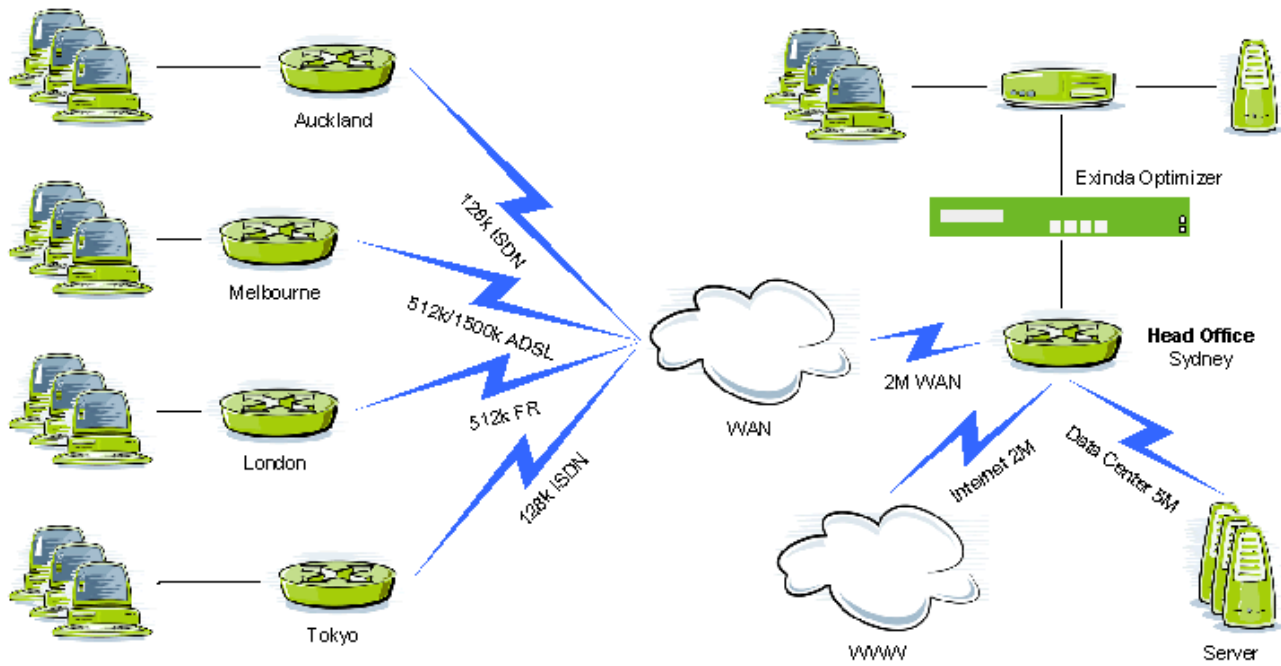 Auckland
Exinda Optimizer
128k ISDN
Melbourne
512k/1500k ADSL
Head Office
Sydney
2M WAN
512k FR
WAN
London
128k ISDN
Internet 2M
Data Center 5M
Tokyo
WWW
Server